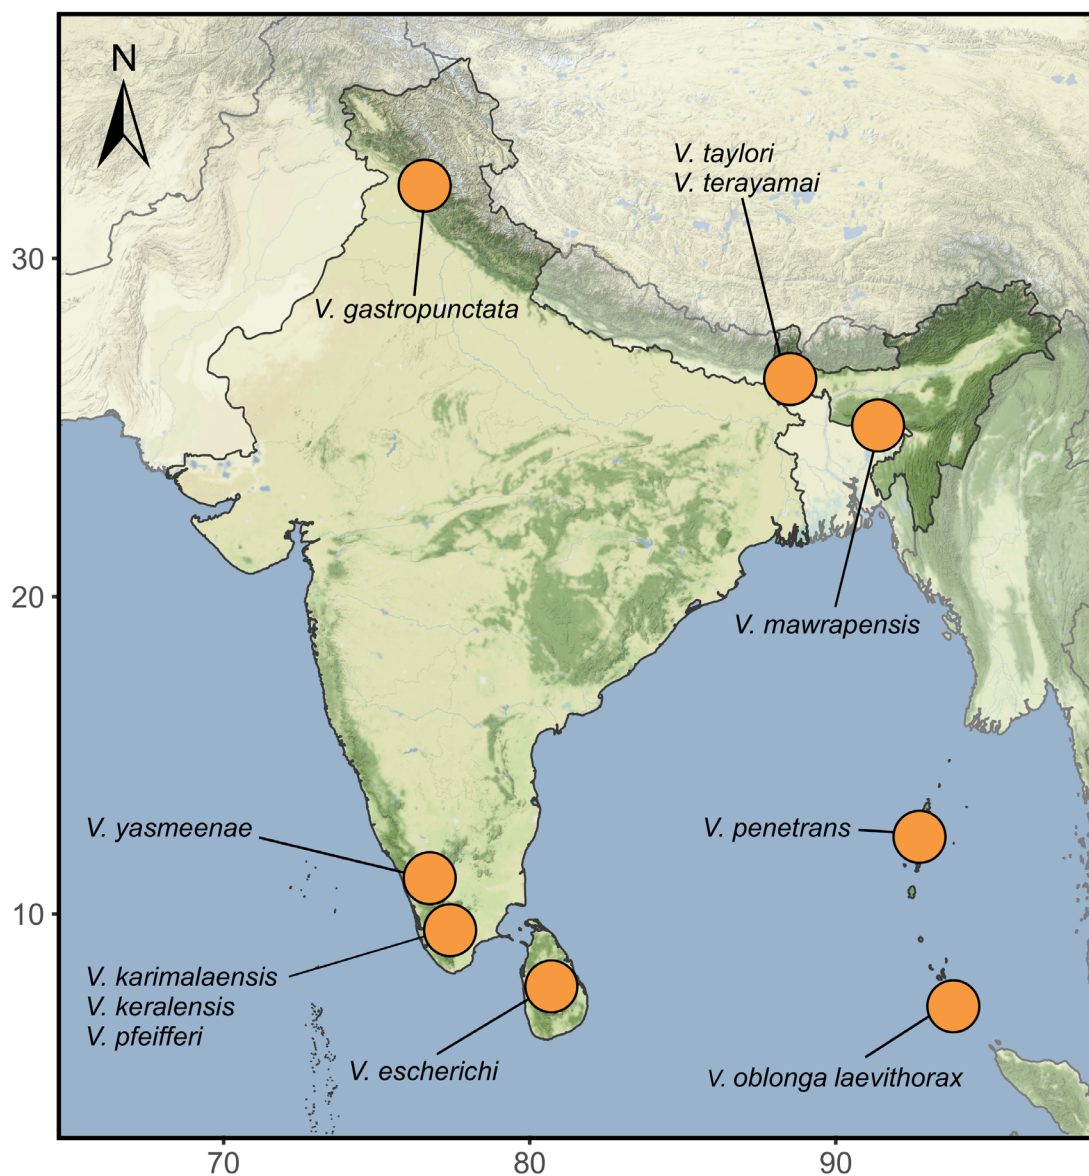 N
V. taylori
V. terayamai
V. gastropunctata
30
V. mawrapensis
20
V. yasmeenae
V. penetrans
10
V. karimalaensis
V. keralensis
V. pfeifferi
V. escherichi
V. oblonga laevithorax
70
80
90